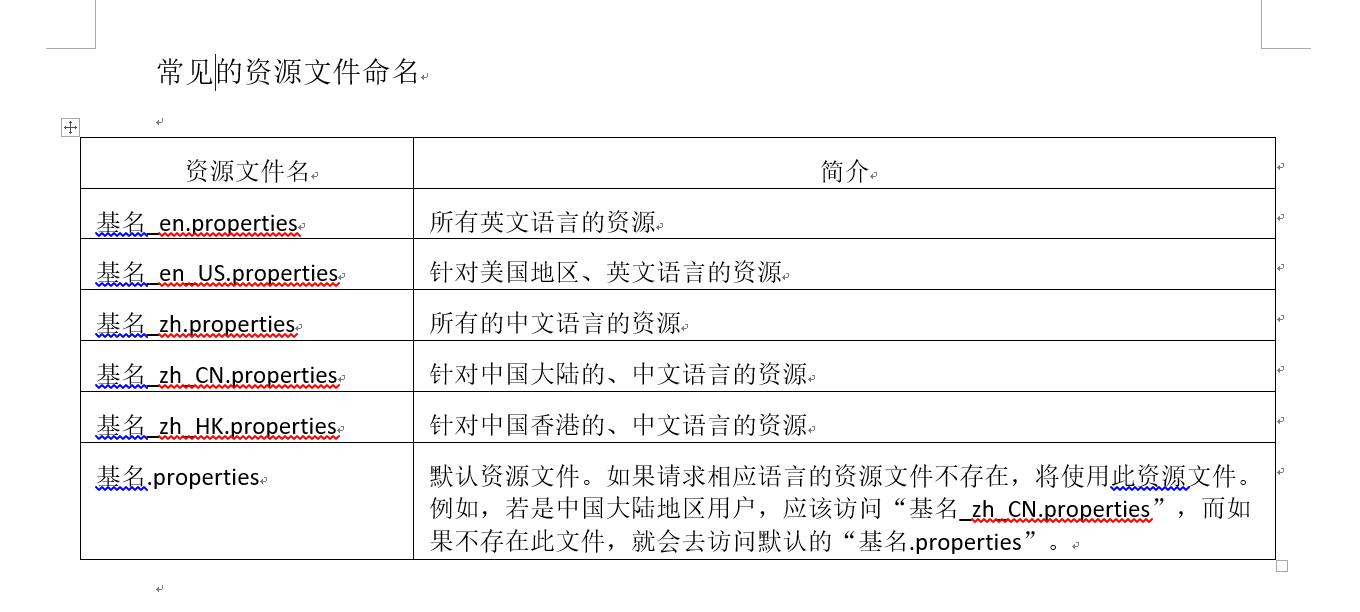 常见的资源文件命名
资源文件名
简介
基名_en.properties
所有英文语言的资源
基名_en_US.properties
针对美国地区、英文语言的资源
基名_zh.properties
所有的中文语言的资源
基名_zh_CN.properties
针对中国大陆的、中文语言的资源
基名_zh_HK.properties
针对中国香港的、中文语言的资源
基名.properties
默认资源文件。如果请求相应语言的资源文件不存在，将使用此资源文件。
例如，若是中国大陆地区用户，应该访问“基名_zh_CN.properties”，而如
果不存在此文件，就会去访问默认的“基名.properties”。